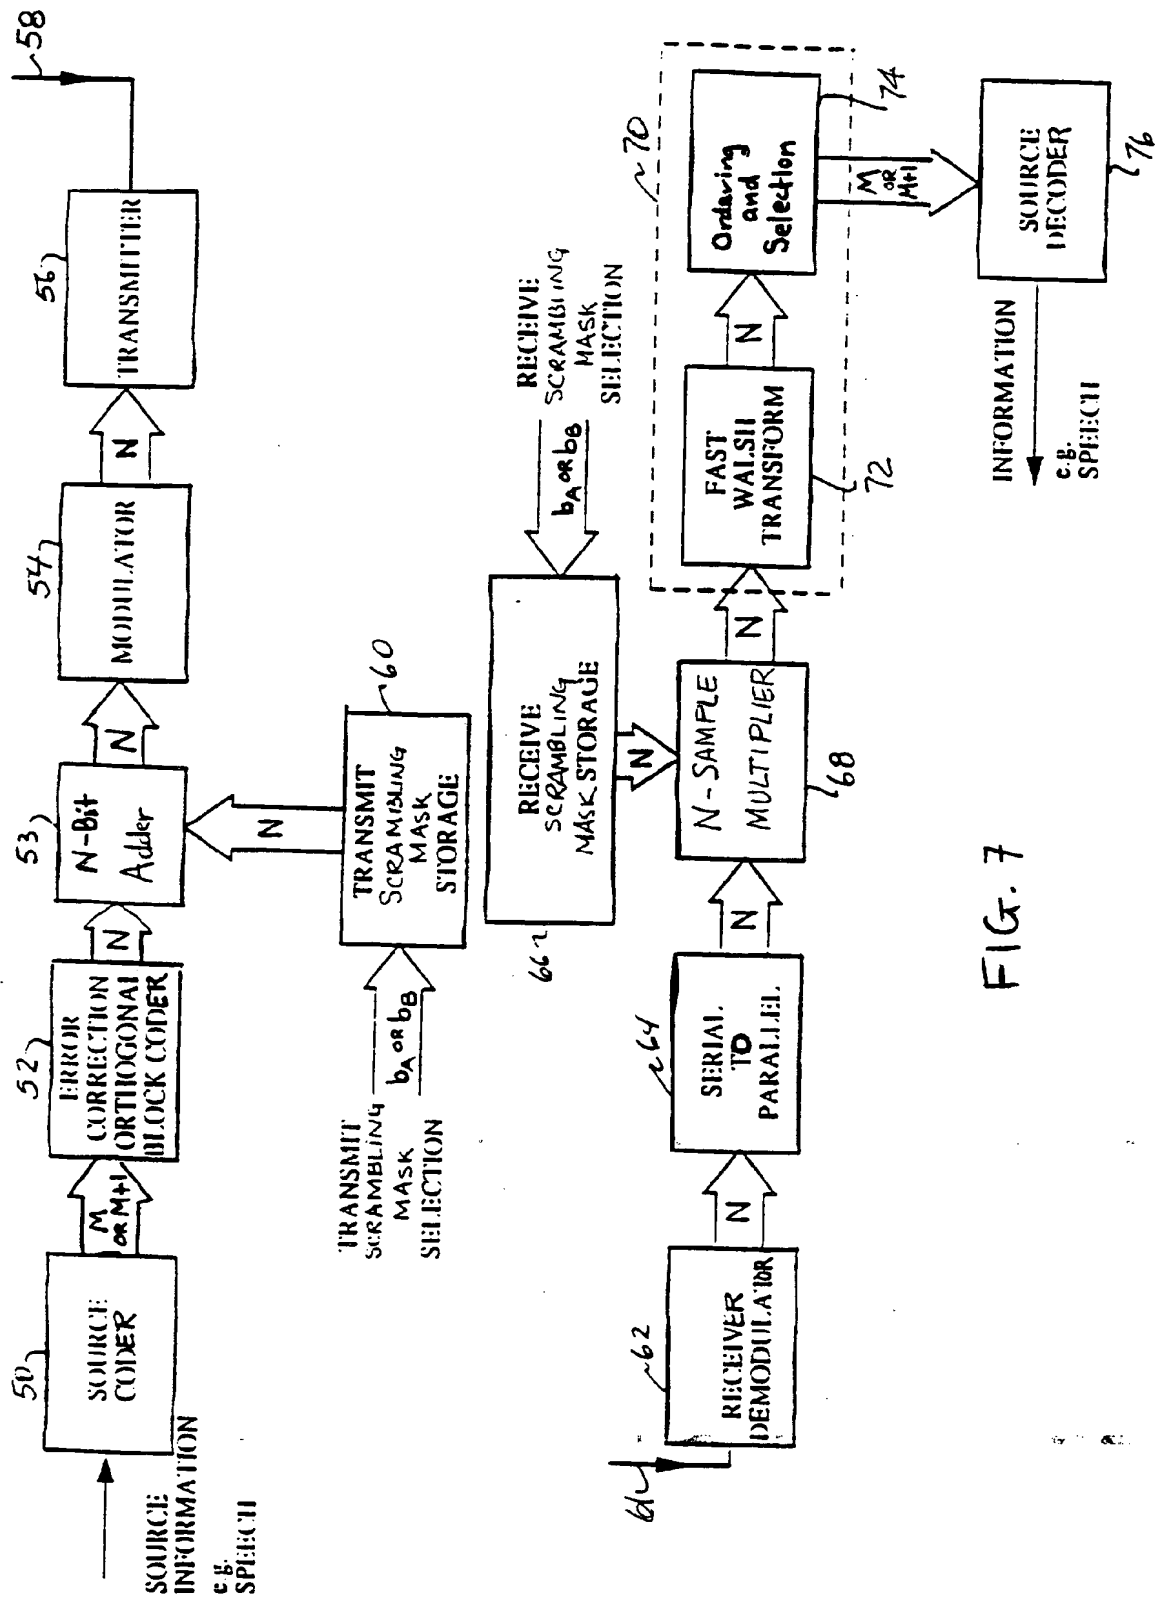 58
50
SOURCE
CODER
SOURCE
INFORMATION
e.g.
SPEECH
M
OR M+1
52
ERROR
CORRECTION
ORTHOGONAL
BLOCK CODER
N
53
N-Bit
Adder
N
54
MODULATOR
N
56
TRANSMITTER
N
TRANSMIT
SCRAMBLING
MASK
SELECTION
bA OR bB
60
TRANSMIT
SCRAMBLING
MASK
STORAGE
66
RECEIVE
SCRAMBLING
MASK STORAGE
bA OR bB
RECEIVE
SCRAMBLING
MASK
SELECTION
N
61
62
RECEIVER
DEMODULATOR
N
64
SERIAL
TO
PARALLEL
N
N-SAMPLE
MULTIPLIER
68
N
70
FAST
WALSH
TRANSFORM
72
N
Ordering
and
Selection
74
M
OR
M+1
SOURCE
DECODER
76
INFORMATION
e.g.
SPEECH
FIG. 7